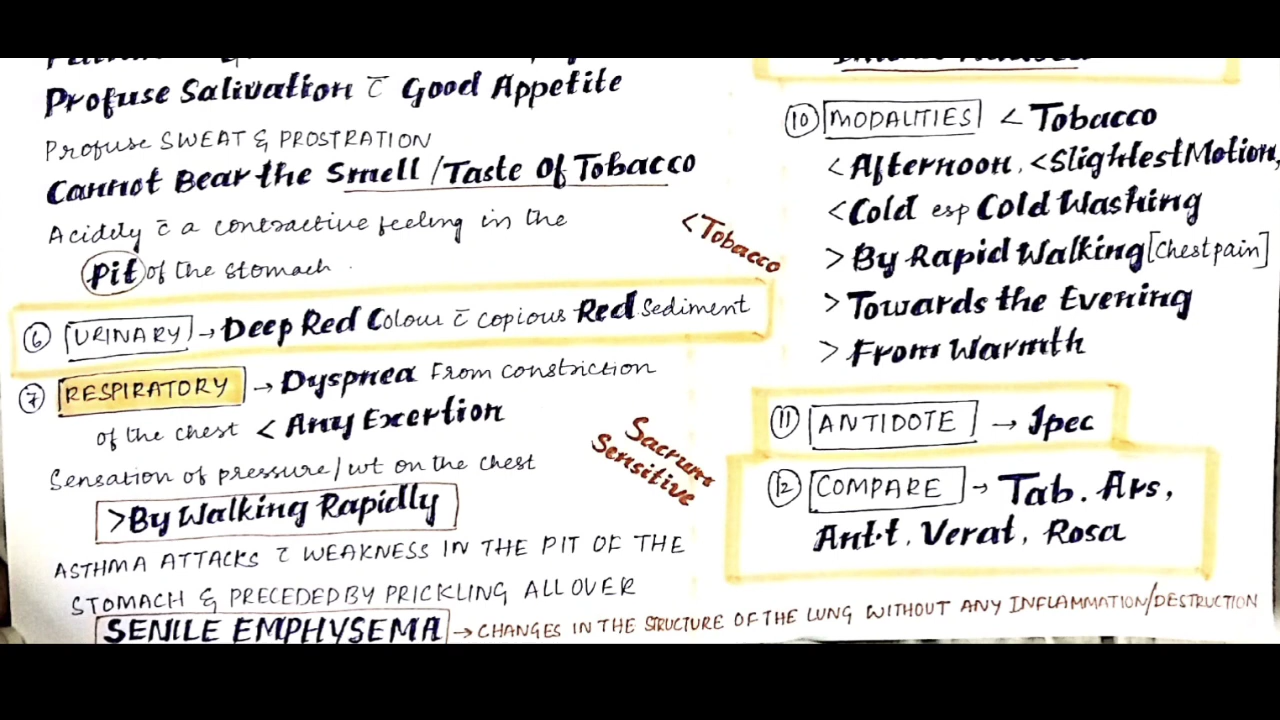 Profuse Salivation c̄ Good Appetite
Profuse SWEAT & PROSTRATION
Cannot Bear the Smell / Taste Of Tobacco
Acidity c̄ a contractive feeling in the
Pit of the stomach.
< Tobacco
⑥ URINARY → Deep Red Colour c̄ copious Red Sediment
⑦ RESPIRATORY → Dyspnea From constriction
of the chest < Any Excertion
Sensation of pressure / wt on the chest
> By Walking Rapidly
Sacrum
Sensitive
ASTHMA ATTACKS c̄ WEAKNESS IN THE PIT OF THE
STOMACH & PRECEDED BY PRICKLING ALL OVER
SENILE EMPHYSEMA → CHANGES IN THE STRUCTURE OF THE LUNG WITHOUT ANY INFLAMMATION/DESTRUCTION
⑩ MODALITIES < Tobacco
< Afternoon, < Slightest Motion,
< Cold esp Cold Washing
> By Rapid Walking [Chest pain]
> Towards the Evening
> From Warmth
⑪ ANTIDOTE → Ipec
⑫ COMPARE → Tab. Ars,
Ant.t, Verat, Rosa